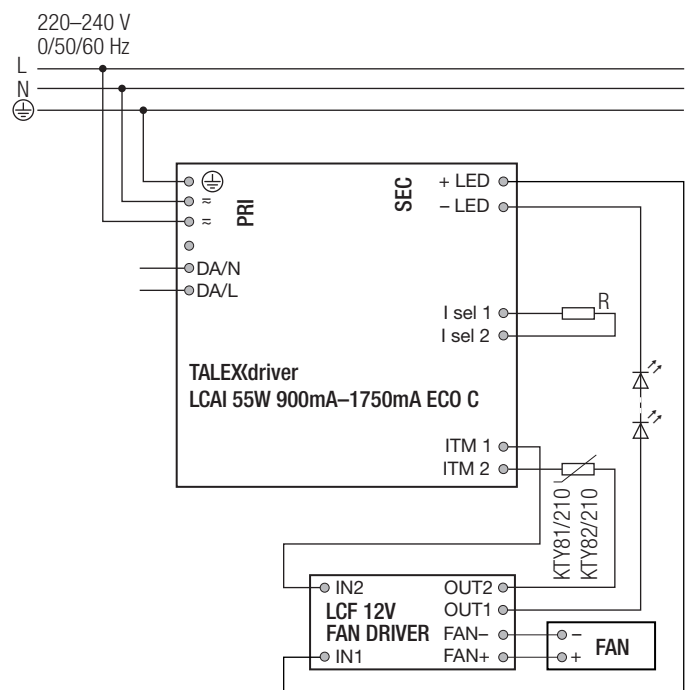 220–240 V
0/50/60 Hz
L
N
PRI
≂
≂
DA/N
DA/L
SEC
+ LED
– LED
I sel 1
I sel 2
R
TALEXXdriver
LCAI 55W 900mA–1750mA ECO C
ITM 1
ITM 2
KTY81/210
KTY82/210
IN2
LCF 12V
FAN DRIVER
IN1
OUT2
OUT1
FAN–
FAN+
–
+
FAN